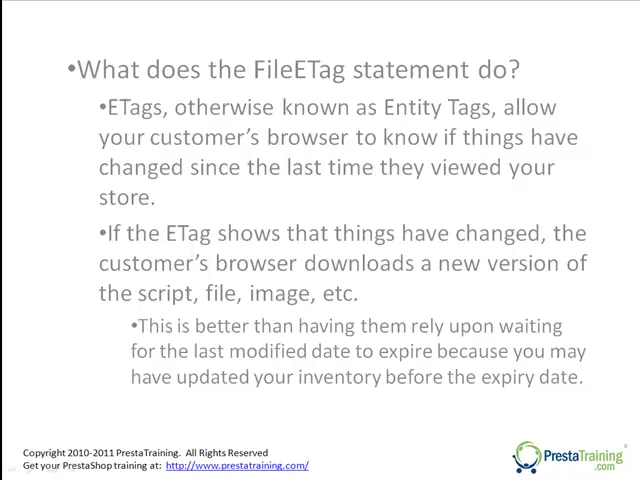 •What does the FileETag statement do?
•ETags, otherwise known as Entity Tags, allow
your customer's browser to know if things have
changed since the last time they viewed your
store.
•If the ETag shows that things have changed, the
customer's browser downloads a new version of
the script, file, image, etc.
•This is better than having them rely upon waiting
for the last modified date to expire because you may
have updated your inventory before the expiry date.
Copyright 2010-2011 PrestaTraining. All Rights Reserved
Get your PrestaShop training at: http://www.prestatraining.com/
PrestaTraining®
.com